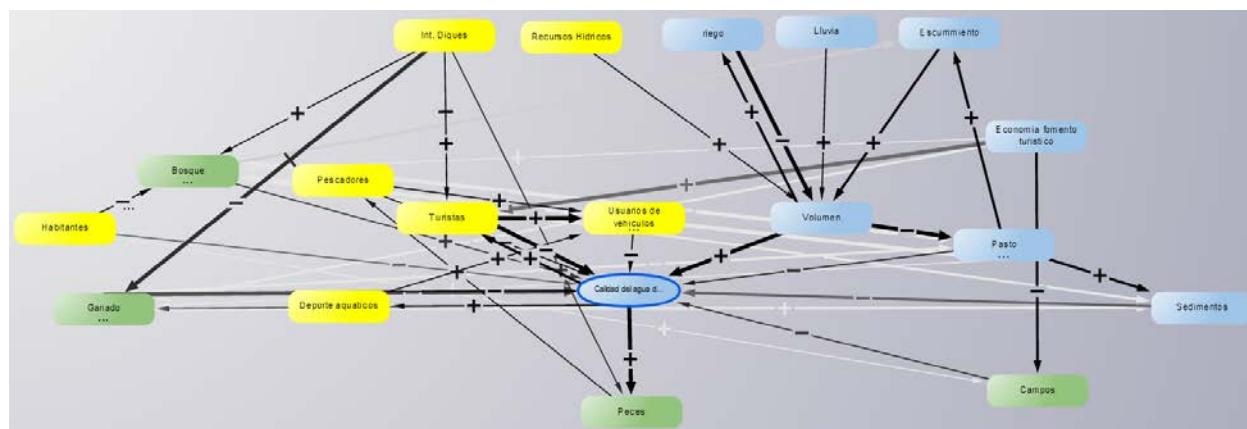 Int. Diques
Recursos Hídricos
riego
Lluvia
Escurrimiento
Economia fomento
turistico
Bosque
...
Pescadores
Habitantes
...
Turistas
Usuarios de
vehiculos
...
Volumen
Pasto
...
Calidad del agua d...
Ganado
...
Deporte aquaticos
Sedimentos
Campos
Peces